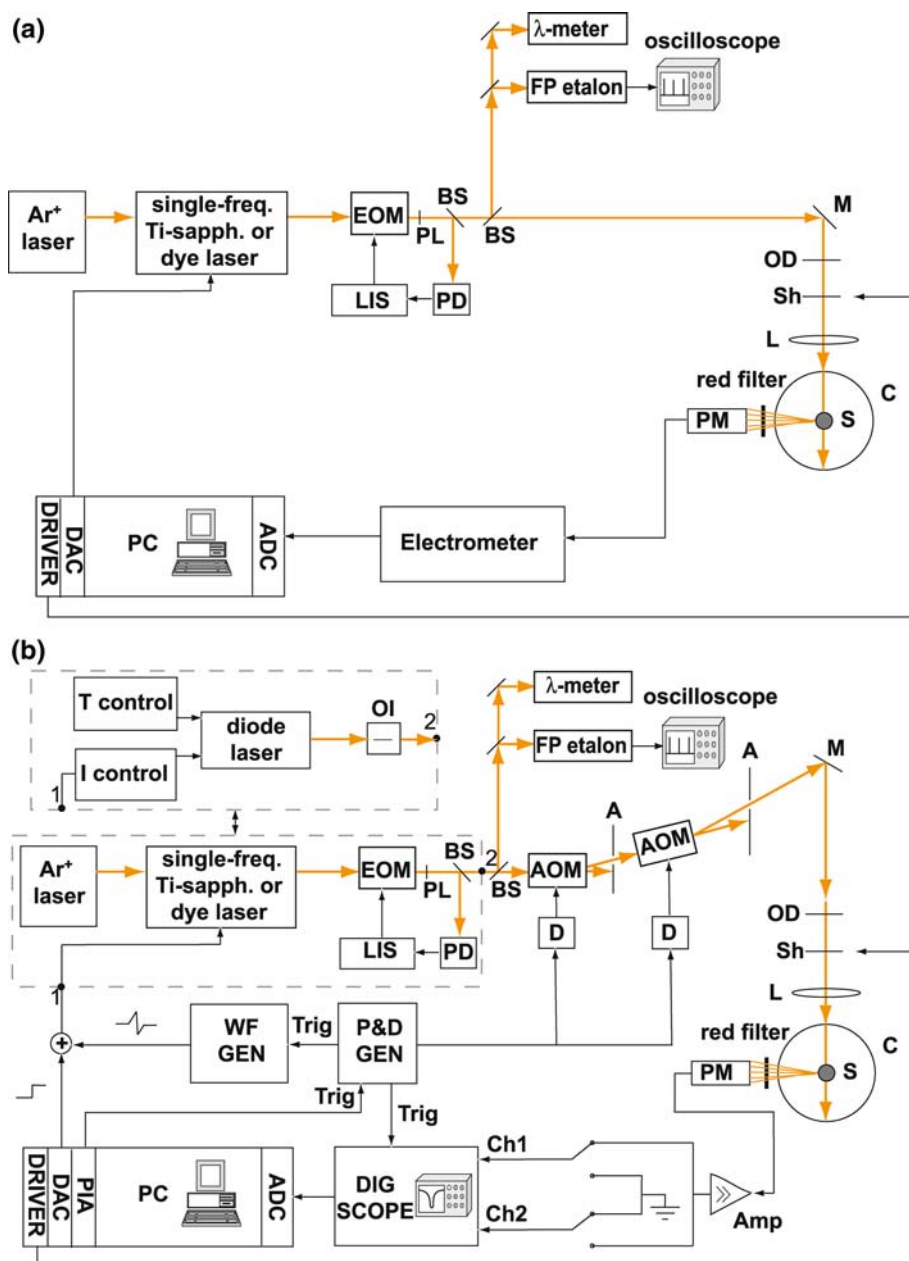 (a)
λ-meter
oscilloscope
FP etalon
Ar+
laser
single-freq.
Ti-sapph. or
dye laser
EOM
PL
BS
BS
LIS
PD
M
OD
Sh
L
red filter
C
PM
S
DRIVER
DAC
PC
ADC
Electrometer
(b)
T control
diode
laser
OI
2
I control
1
λ-meter
oscilloscope
FP etalon
A
M
A
Ar+
laser
single-freq.
Ti-sapph. or
dye laser
EOM
PL
BS
2
BS
AOM
AOM
LIS
PD
D
D
OD
Sh
L
1
WF
GEN
Trig
P&D
GEN
red filter
C
PM
S
+
Trig
Trig
DRIVER
DAC
PIA
PC
ADC
DIG
SCOPE
Ch1
Ch2
Amp